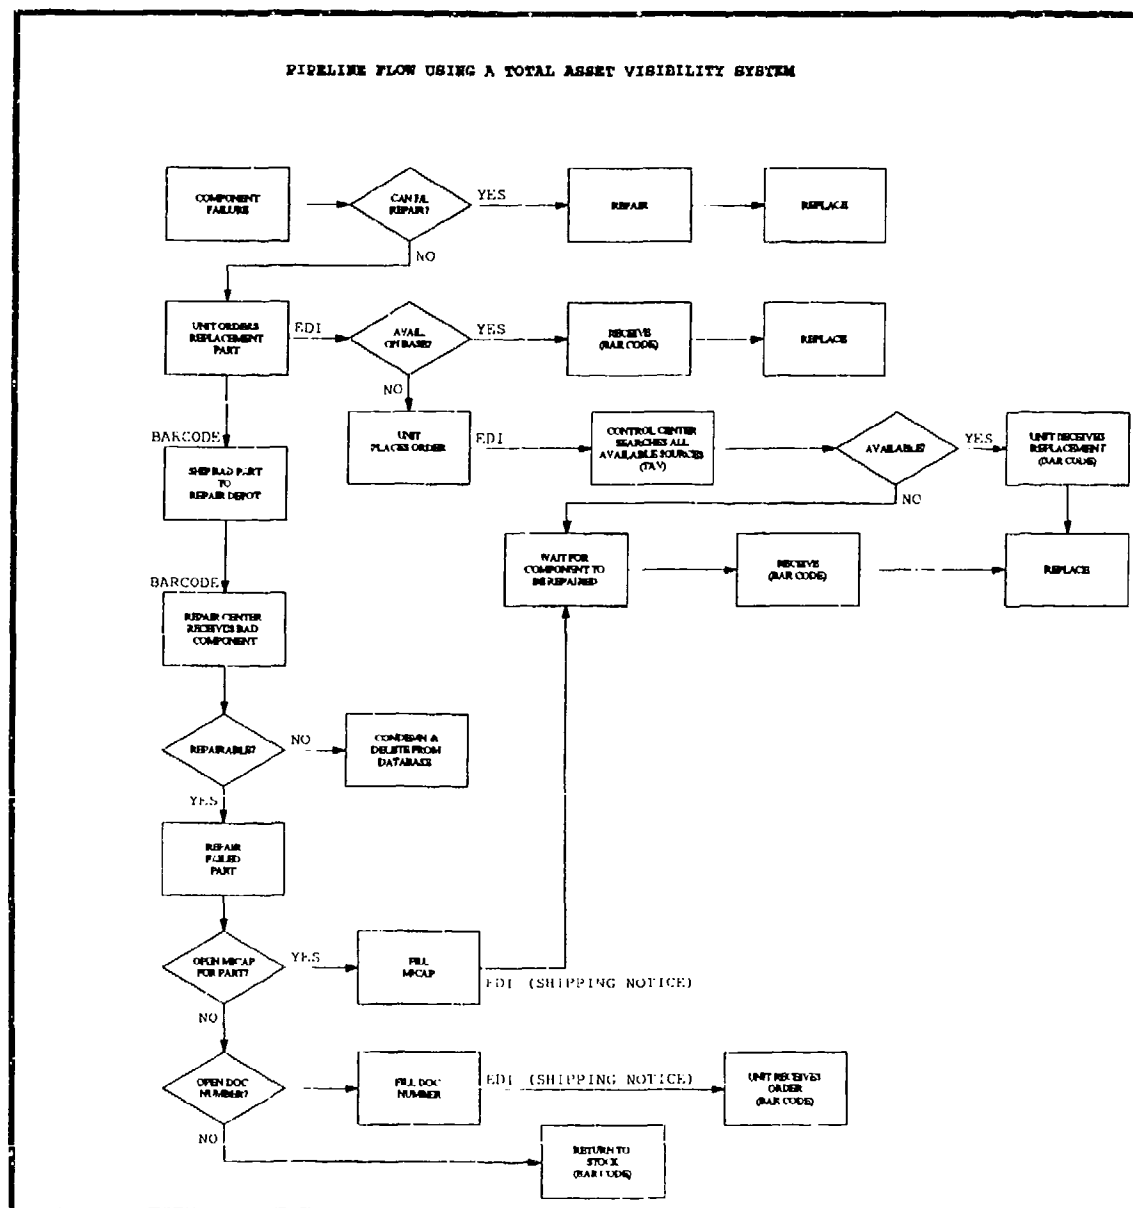 PIPELINE FLOW USING A TOTAL ASSET VISIBILITY SYSTEM
COMPONENT
FAILURE
CAN F/L
REPAIR?
YES
REPAIR
REPLACE
NO
UNIT ORDERS
REPLACEMENT
PART
EDI
AVAIL.
ON BASE?
YES
RECEIVE
(BAR CODE)
REPLACE
NO
BARCODE
UNIT
PLACES ORDER
EDI
CONTROL CENTER
SEARCHES ALL
AVAILABLE SOURCES
(TAV)
AVAILABLE?
YES
UNIT RECEIVES
REPLACEMENT
(BAR CODE)
NO
SHIP BAD PART
TO
REPAIR DEPOT
WAIT FOR
COMPONENT TO
BE REPAIRED
RECEIVE
(BAR CODE)
REPLACE
BARCODE
REPAIR CENTER
RECEIVES BAD
COMPONENT
REPAIRABLE?
NO
CONDEMN &
DELETE FROM
DATABASE
YES
REPAIR
FAILED
PART
OPEN MICAP
FOR PART?
YES
FILL
MICAP
EDI (SHIPPING NOTICE)
NO
OPEN DOC
NUMBER?
FILL DOC
NUMBER
EDI (SHIPPING NOTICE)
UNIT RECEIVES
ORDER
(BAR CODE)
NO
RETURN TO
STOCK
(BAR CODE)